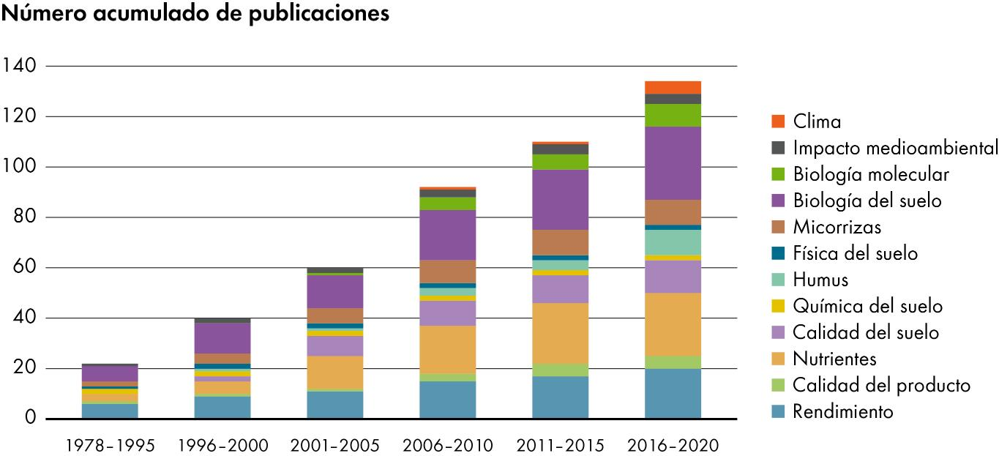 Número acumulado de publicaciones
140
120
100
80
60
40
20
0
1978–1995
1996–2000
2001–2005
2006–2010
2011–2015
2016–2020
Clima
Impacto medioambiental
Biología molecular
Biología del suelo
Micorrizas
Física del suelo
Humus
Química del suelo
Calidad del suelo
Nutrientes
Calidad del producto
Rendimiento